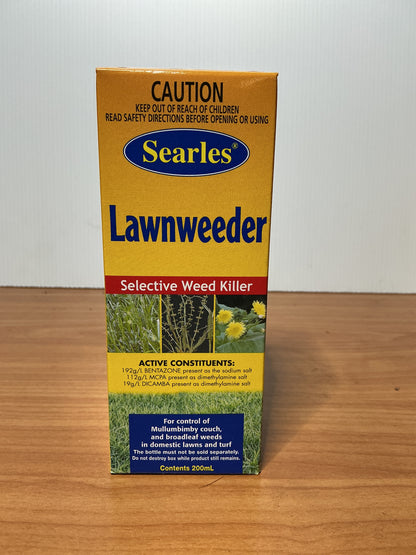 CAUTION
KEEP OUT OF REACH OF CHILDREN
READ SAFETY DIRECTIONS BEFORE OPENING OR USING
Searles®
Lawnweeder
Selective Weed Killer
ACTIVE CONSTITUENTS:
192g/L BENTAZONE present as the sodium salt
112g/L MCPA present as dimethylamine salt
19g/L DICAMBA present as dimethylamine salt
For control of
Mullumbimby couch,
and broadleaf weeds
in domestic lawns and turf
The bottle must not be sold separately.
Do not destroy box while product still remains.
Contents 200mL